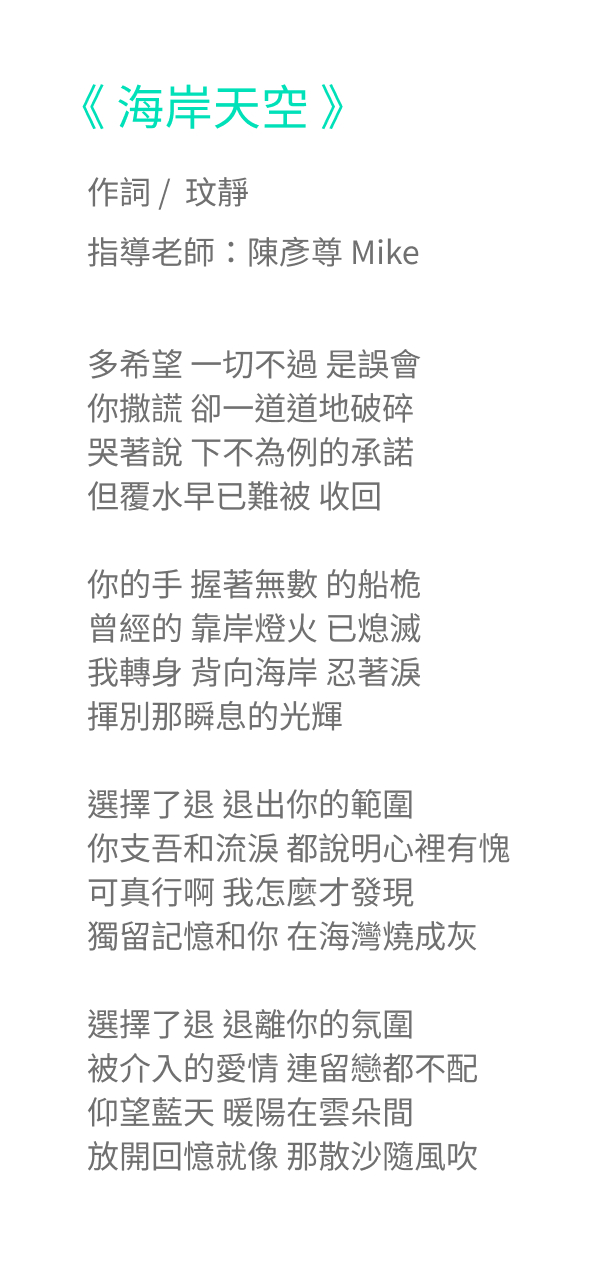 《 海岸天空 》
作詞 / 玟靜
指導老師：陳彥尊 Mike
多希望 一切不過 是誤會
你撒謊 卻一道道地破碎
哭著說 下不為例的承諾
但覆水早已難被 收回
你的手 握著無數 的船桅
曾經的 靠岸燈火 已熄滅
我轉身 背向海岸 忍著淚
揮別那瞬息的光輝
選擇了退 退出你的範圍
你支吾和流淚 都說明心裡有愧
可真行啊 我怎麼才發現
獨留記憶和你 在海灣燒成灰
選擇了退 退離你的氛圍
被介入的愛情 連留戀都不配
仰望藍天 暖陽在雲朵間
放開回憶就像 那散沙隨風吹